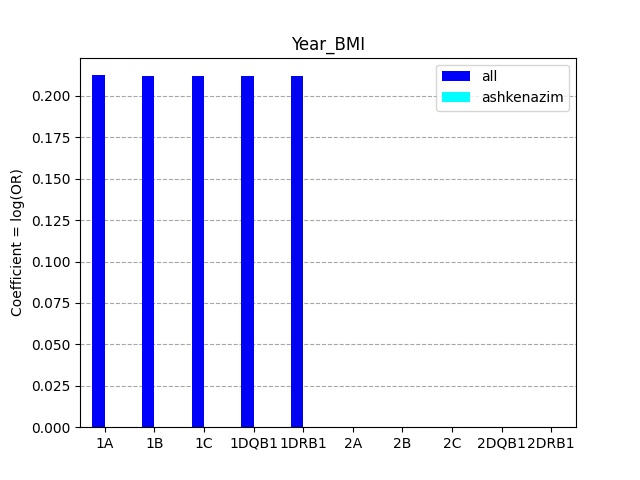 Year_BMI
all
ashkenazim
Coefficient = log(OR)
0.200
0.175
0.150
0.125
0.100
0.075
0.050
0.025
0.000
1A 1B 1C 1DQB1 1DRB1 2A 2B 2C 2DQB1 2DRB1